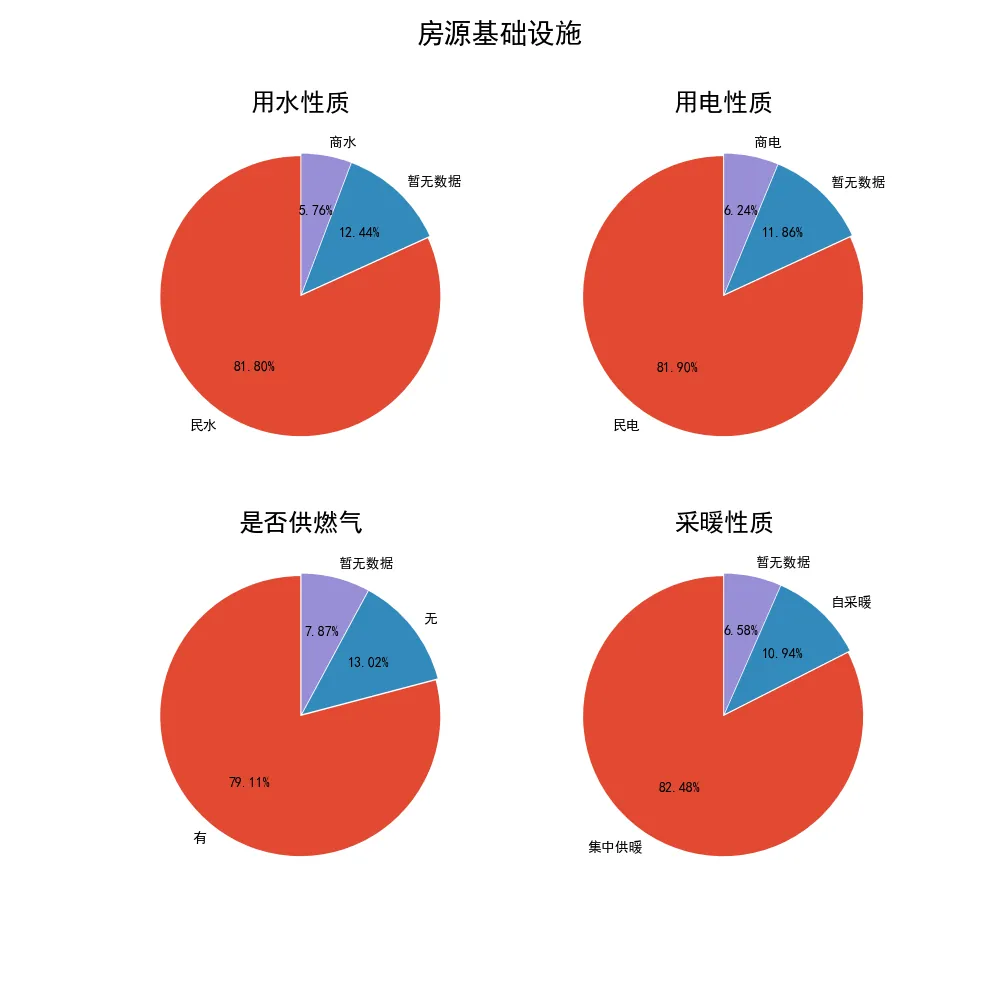 房源基础设施
用水性质
商水
暂无数据
5.76%
12.44%
81.80%
民水
用电性质
商电
暂无数据
6.24%
11.86%
81.90%
民电
是否供燃气
暂无数据
无
7.87%
13.02%
79.11%
有
采暖性质
暂无数据
自采暖
6.58%
10.94%
82.48%
集中供暖